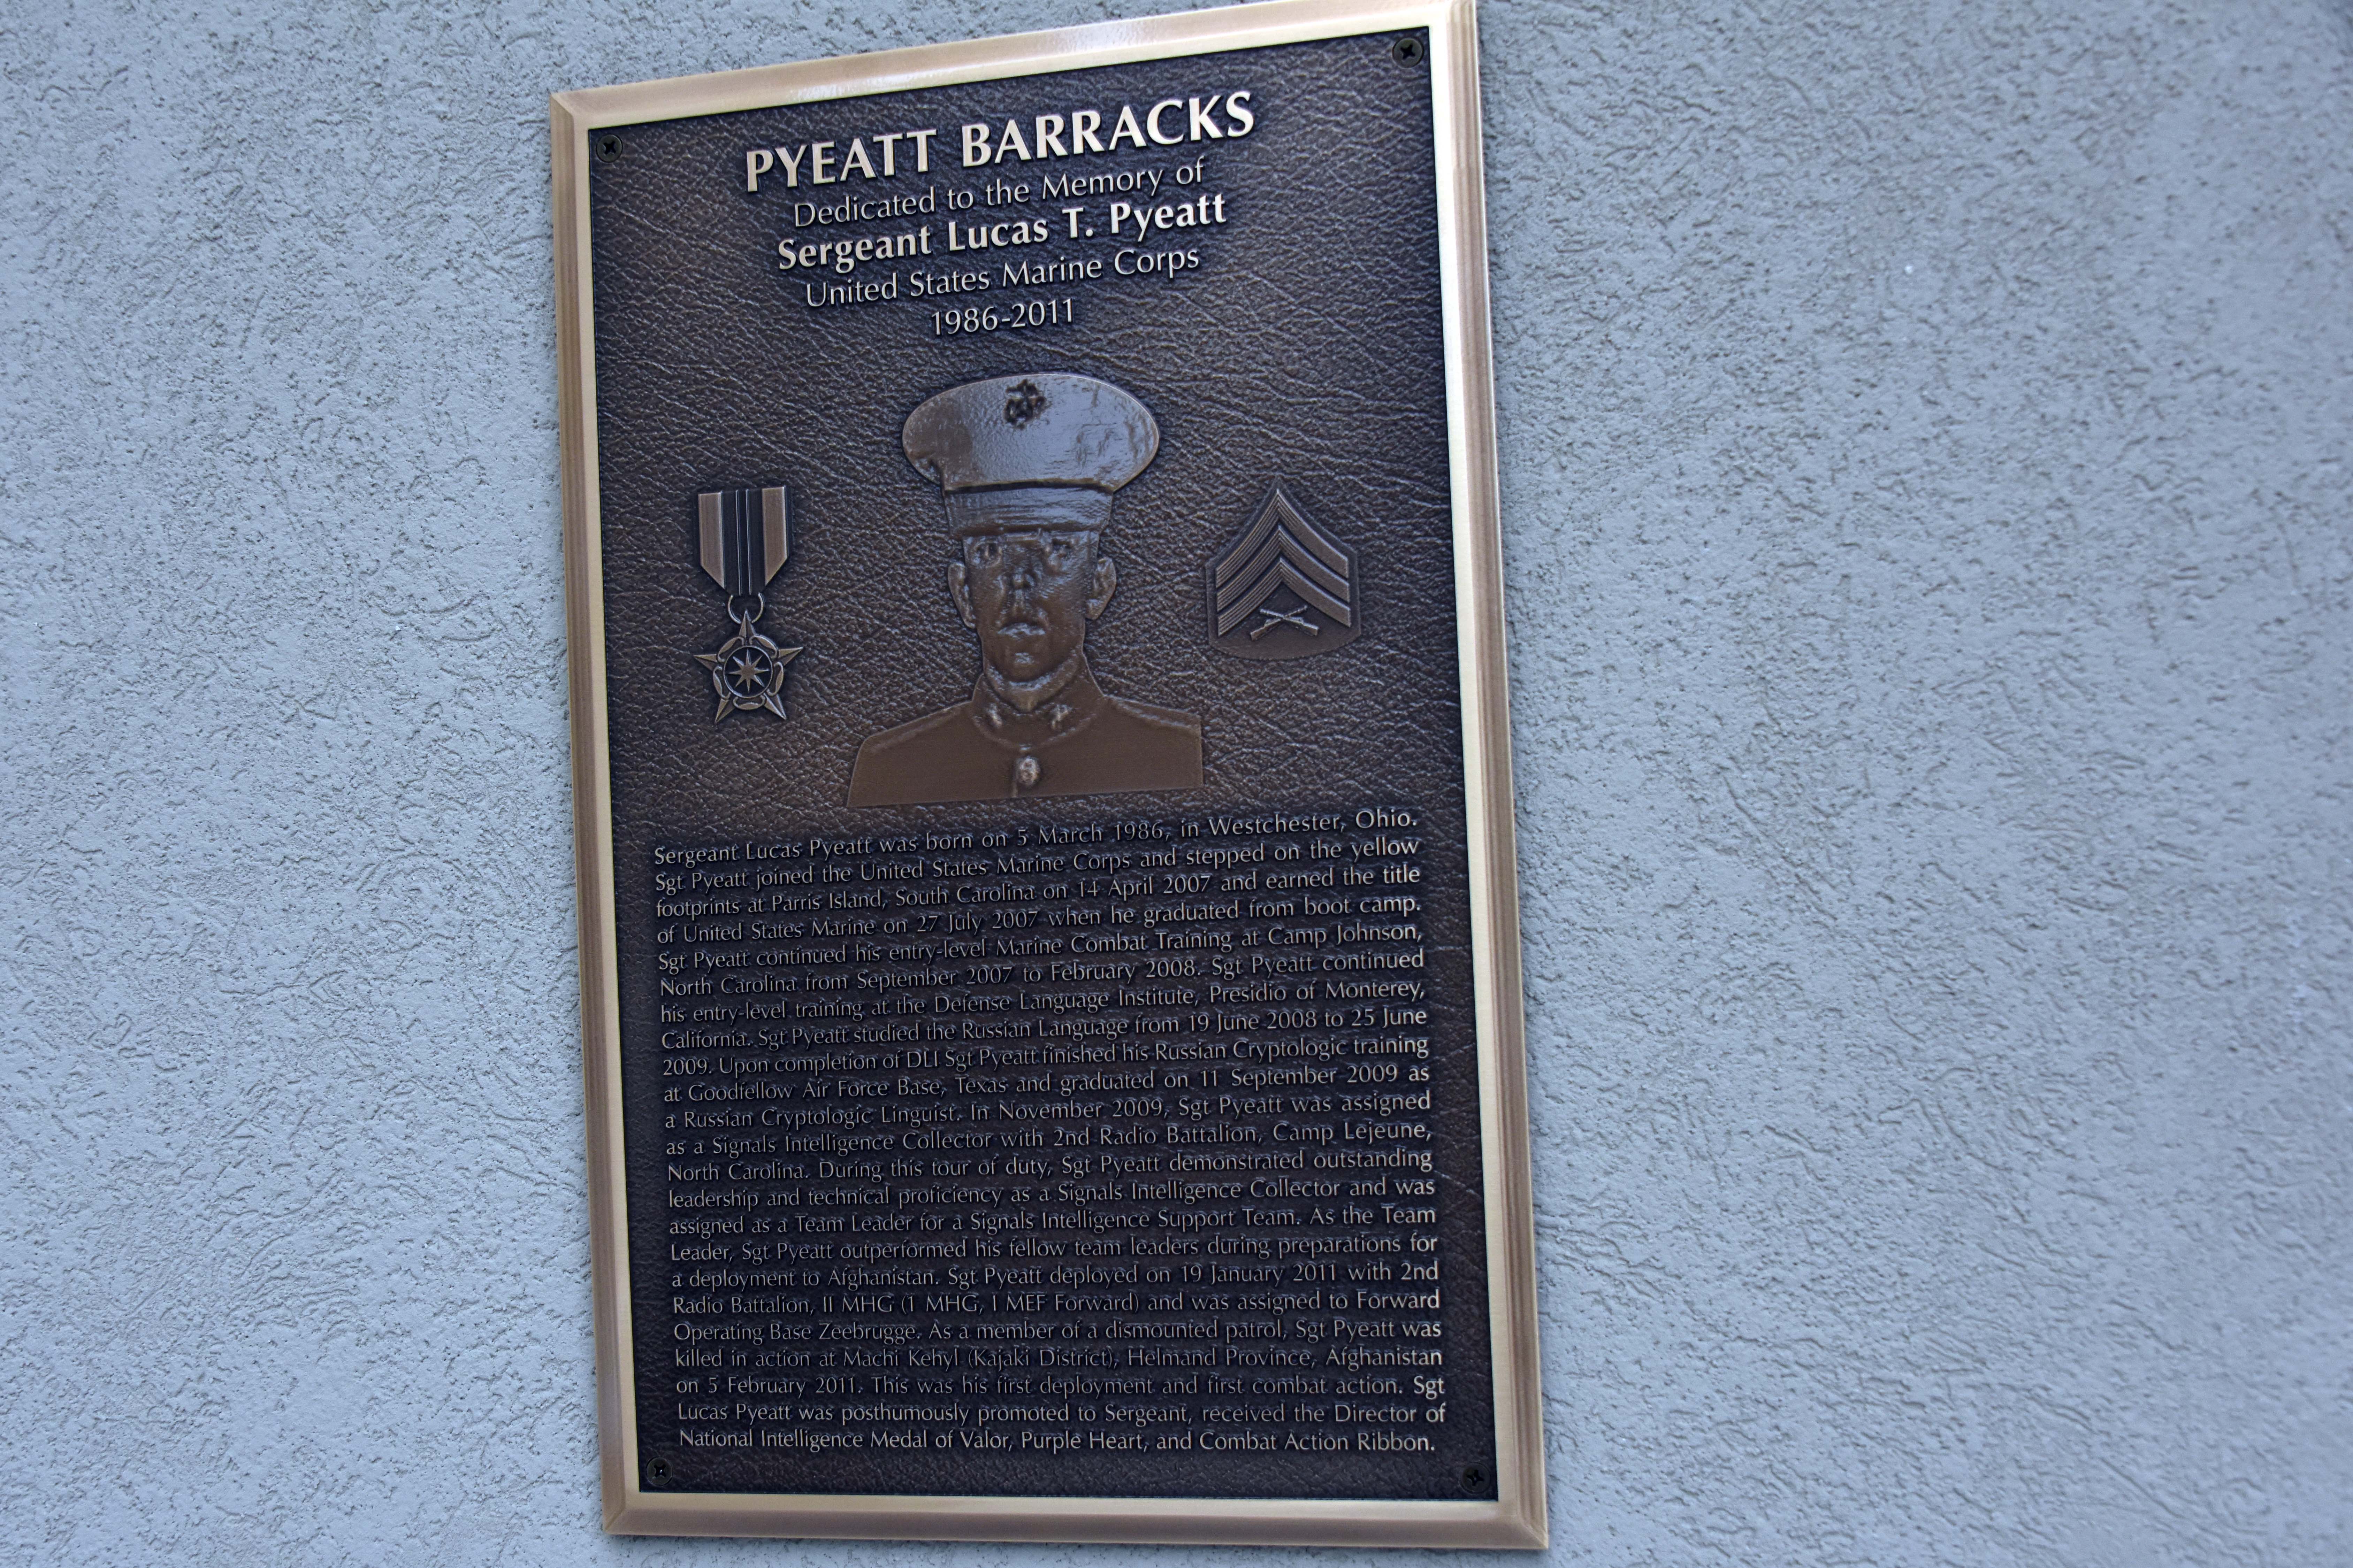 PYEATT BARRACKS
Dedicated to the Memory of
Sergeant Lucas T. Pyeatt
United States Marine Corps
1986-2011
Sergeant Lucas Pyeatt was born on 5 March 1986, in Westchester, Ohio.
Sgt Pyeatt joined the United States Marine Corps and stepped on the yellow
footprints at Parris Island, South Carolina on 14 April 2007 and earned the title
of United States Marine on 27 July 2007 when he graduated from boot camp.
Sgt Pyeatt continued his entry-level Marine Combat Training at Camp Johnson,
North Carolina from September 2007 to February 2008. Sgt Pyeatt continued
his entry-level training at the Defense Language Institute, Presidio of Monterey,
California. Sgt Pyeatt studied the Russian Language from 19 June 2008 to 25 June
2009. Upon completion of DLI Sgt Pyeatt finished his Russian Cryptologic training
at Goodfellow Air Force Base, Texas and graduated on 11 September 2009 as
a Russian Cryptologic Linguist. In November 2009, Sgt Pyeatt was assigned
as a Signals Intelligence Collector with 2nd Radio Battalion, Camp Lejeune,
North Carolina. During this tour of duty, Sgt Pyeatt demonstrated outstanding
leadership and technical proficiency as a Signals Intelligence Collector and was
assigned as a Team Leader for a Signals Intelligence Support Team. As the Team
Leader, Sgt Pyeatt outperformed his fellow team leaders during preparations for
a deployment to Afghanistan. Sgt Pyeatt deployed on 19 January 2011 with 2nd
Radio Battalion, II MHG (1 MHG, 1 MEF Forward) and was assigned to Forward
Operating Base Zeebrugge. As a member of a dismounted patrol, Sgt Pyeatt was
killed in action at Machi Kehyl (Kajaki District), Helmand Province, Afghanistan
on 5 February 2011. This was his first deployment and first combat action. Sgt
Lucas Pyeatt was posthumously promoted to Sergeant, received the Director of
National Intelligence Medal of Valor, Purple Heart, and Combat Action Ribbon.